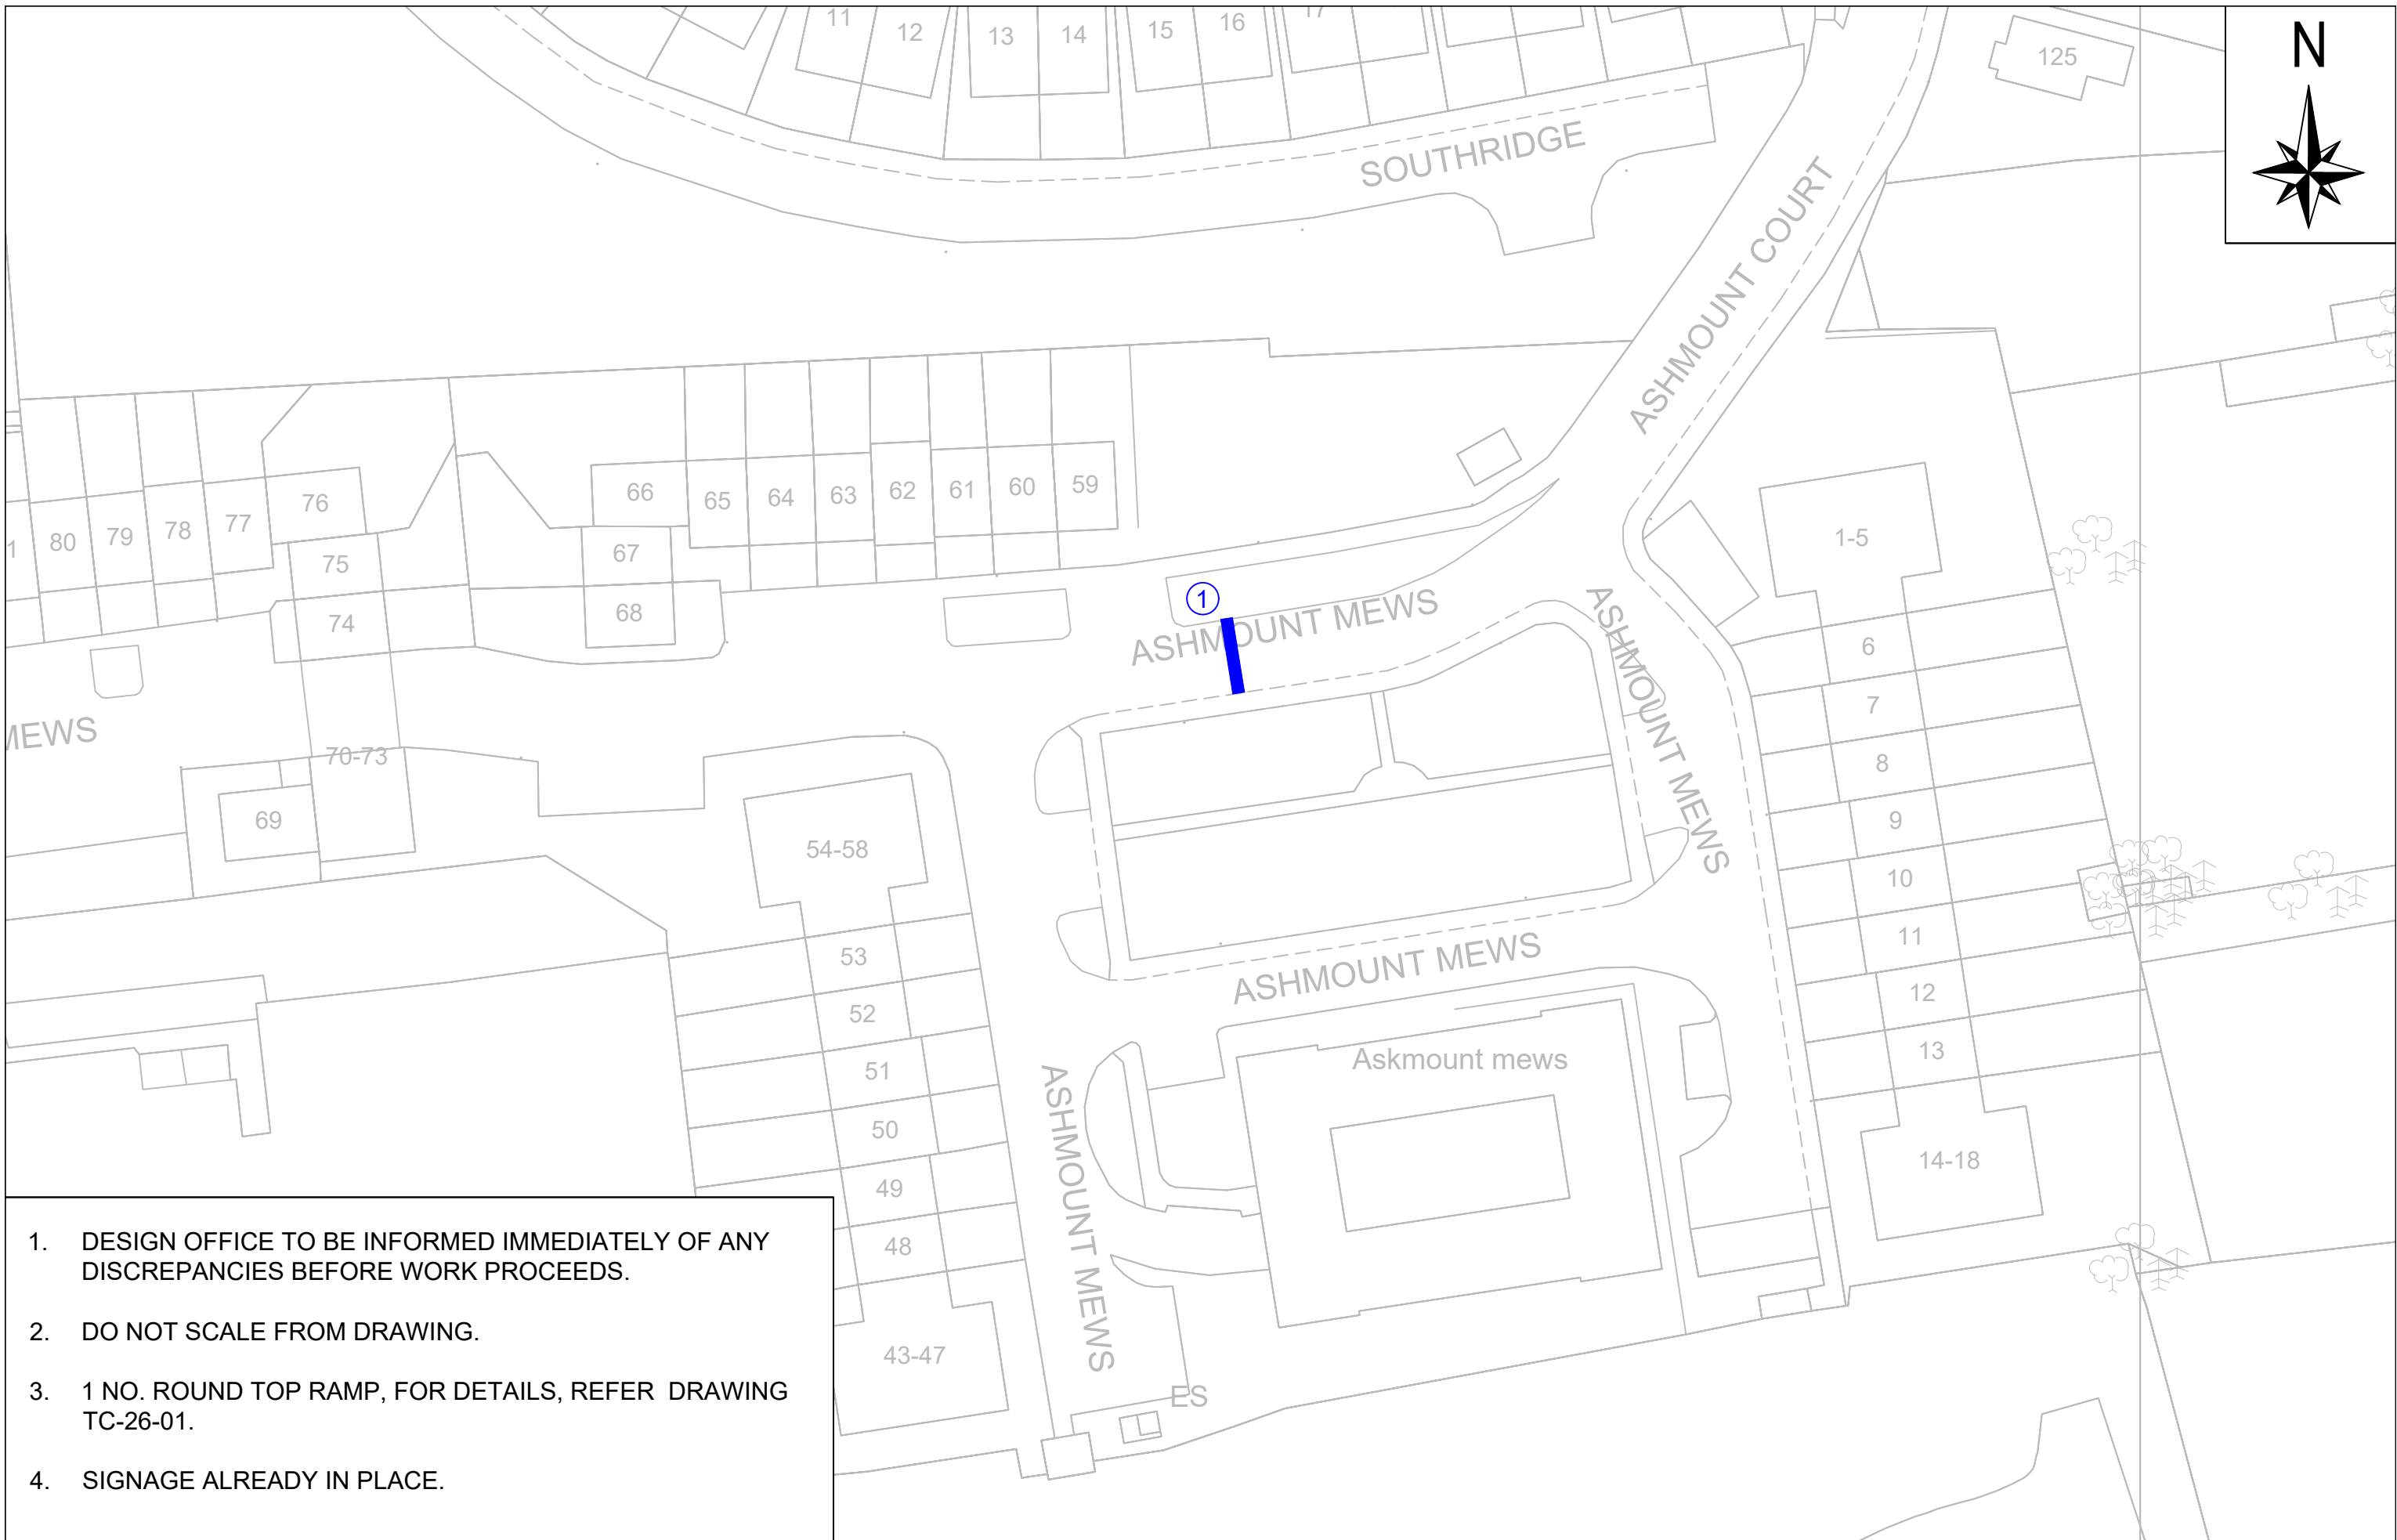 11
12
13
14
15
16
17
125
N
SOUTHRIDGE
ASHMOUNT COURT
76
66
65
64
63
62
61
60
59
80
79
78
77
75
67
74
68
1
ASHMOUNT MEWS
1-5
ASHMOUNT MEWS
6
7
8
9
10
11
12
13
14-18
MEWS
70-73
69
54-58
53
52
51
50
49
48
43-47
ASHMOUNT MEWS
Askmount mews
ASHMOUNT MEWS
ES
1. DESIGN OFFICE TO BE INFORMED IMMEDIATELY OF ANY
DISCREPANCIES BEFORE WORK PROCEEDS.
2. DO NOT SCALE FROM DRAWING.
3. 1 NO. ROUND TOP RAMP, FOR DETAILS, REFER DRAWING
TC-26-01.
4. SIGNAGE ALREADY IN PLACE.